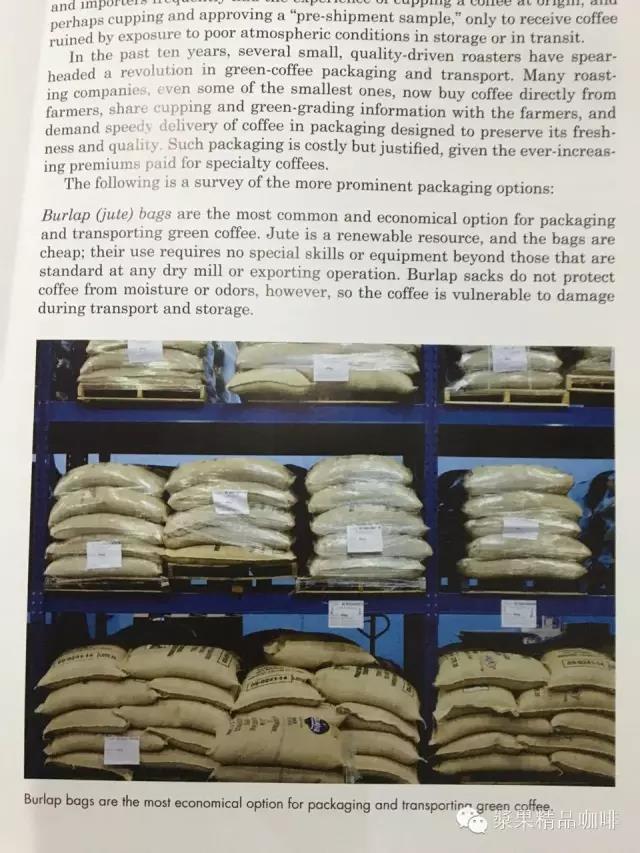 and importers frequently had the experience of cupping a coffee at origin, and
perhaps cupping and approving a “pre-shipment sample,” only to receive coffee
ruined by exposure to poor atmospheric conditions in storage or in transit.
In the past ten years, several small, quality-driven roasters have spear-
headed a revolution in green-coffee packaging and transport. Many roast-
ing companies, even some of the smallest ones, now buy coffee directly from
farmers, share cupping and green-grading information with the farmers, and
demand speedy delivery of coffee in packaging designed to preserve its fresh-
ness and quality. Such packaging is costly but justified, given the ever-increas-
ing premiums paid for specialty coffees.
The following is a survey of the more prominent packaging options:
Burlap (jute) bags are the most common and economical option for packaging
and transporting green coffee. Jute is a renewable resource, and the bags are
cheap; their use requires no special skills or equipment beyond those that are
standard at any dry mill or exporting operation. Burlap sacks do not protect
coffee from moisture or odors, however, so the coffee is vulnerable to damage
during transport and storage.
Burlap bags are the most economical option for packaging and transporting green coffee.
浆果精品咖啡